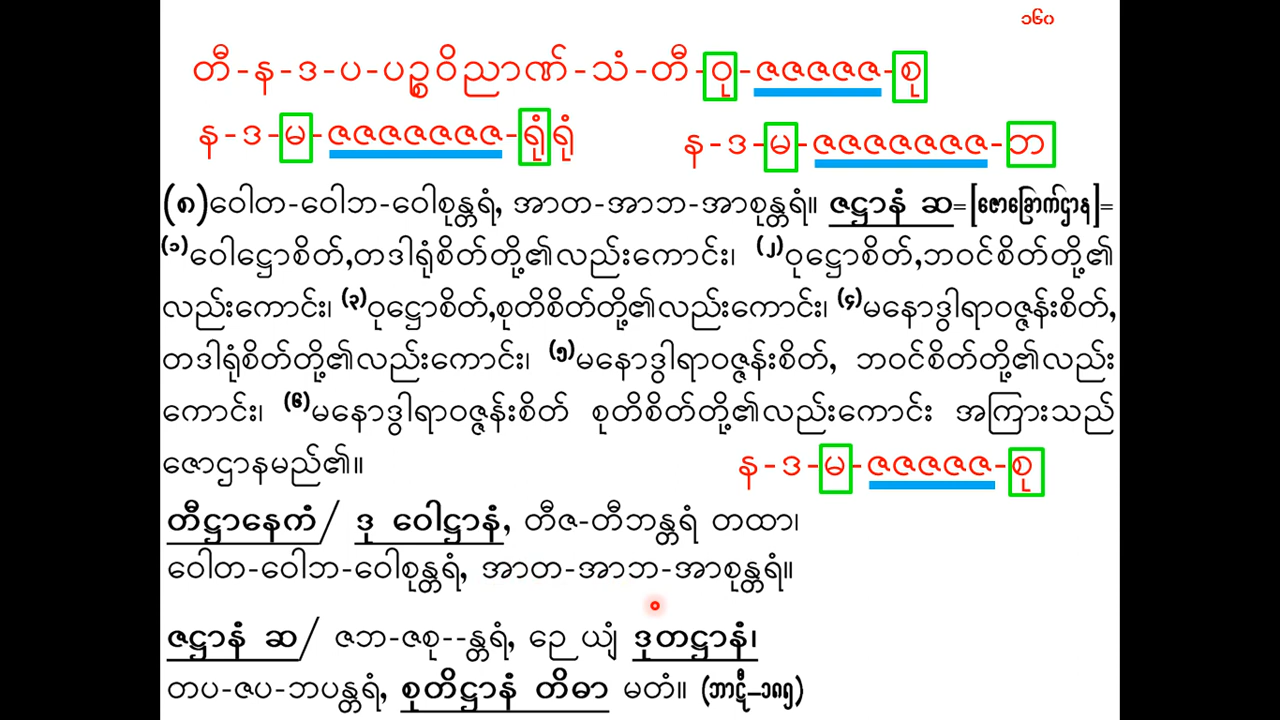 ၁၆၀
တီ-န-ဒ-ပ-ပဉ္စဝိညာဏ်-သံ-တီ-ဝု-ဇဇဇဇဇ-စု
န-ဒ-မ-ဇဇဇဇဇဇဇ-ရုံရုံ န-ဒ-မ-ဇဇဇဇဇဇဇ-ဘ
(၈)ဝေါတ-ဝေါဘ-ဝေါစုန္တရံ, အာတ-အာဘ-အာစုန္တရံ။ ဇဋ္ဌာနံ ဆ=[ဇောခြောက်ဌာန]=
(၁)ဝေါဋ္ဌောစိတ်,တဒါရုံစိတ်တို့၏လည်းကောင်း၊ (၂)ဝုဋ္ဌောစိတ်,ဘဝင်စိတ်တို့၏
လည်းကောင်း၊ (၃)ဝုဋ္ဌောစိတ်,စုတိစိတ်တို့၏လည်းကောင်း၊ (၄)မနောဒွါရာဝဇ္ဇန်းစိတ်,
တဒါရုံစိတ်တို့၏လည်းကောင်း၊ (၅)မနောဒွါရာဝဇ္ဇန်းစိတ်, ဘဝင်စိတ်တို့၏လည်း
ကောင်း၊ (၆)မနောဒွါရာဝဇ္ဇန်းစိတ် စုတိစိတ်တို့၏လည်းကောင်း အကြားသည်
ဇောဌာနမည်၏။ န-ဒ-မ-ဇဇဇဇဇ-စု
တီဋ္ဌာနေကံ/ ဒု ဝေါဋ္ဌာနံ, တီဇ-တီဘန္တရံ တထာ၊
ဝေါတ-ဝေါဘ-ဝေါစုန္တရံ, အာတ-အာဘ-အာစုန္တရံ။
ဇဋ္ဌာနံ ဆ/ ဇဘ-ဇစု--န္တရံ, ဉေယျံ ဒုတဋ္ဌာနံ၊
တပ-ဇပ-ဘပန္တရံ, စုတိဋ္ဌာနံ တိဓာ မတံ။ (ဘာဋီ–၁၈၅)